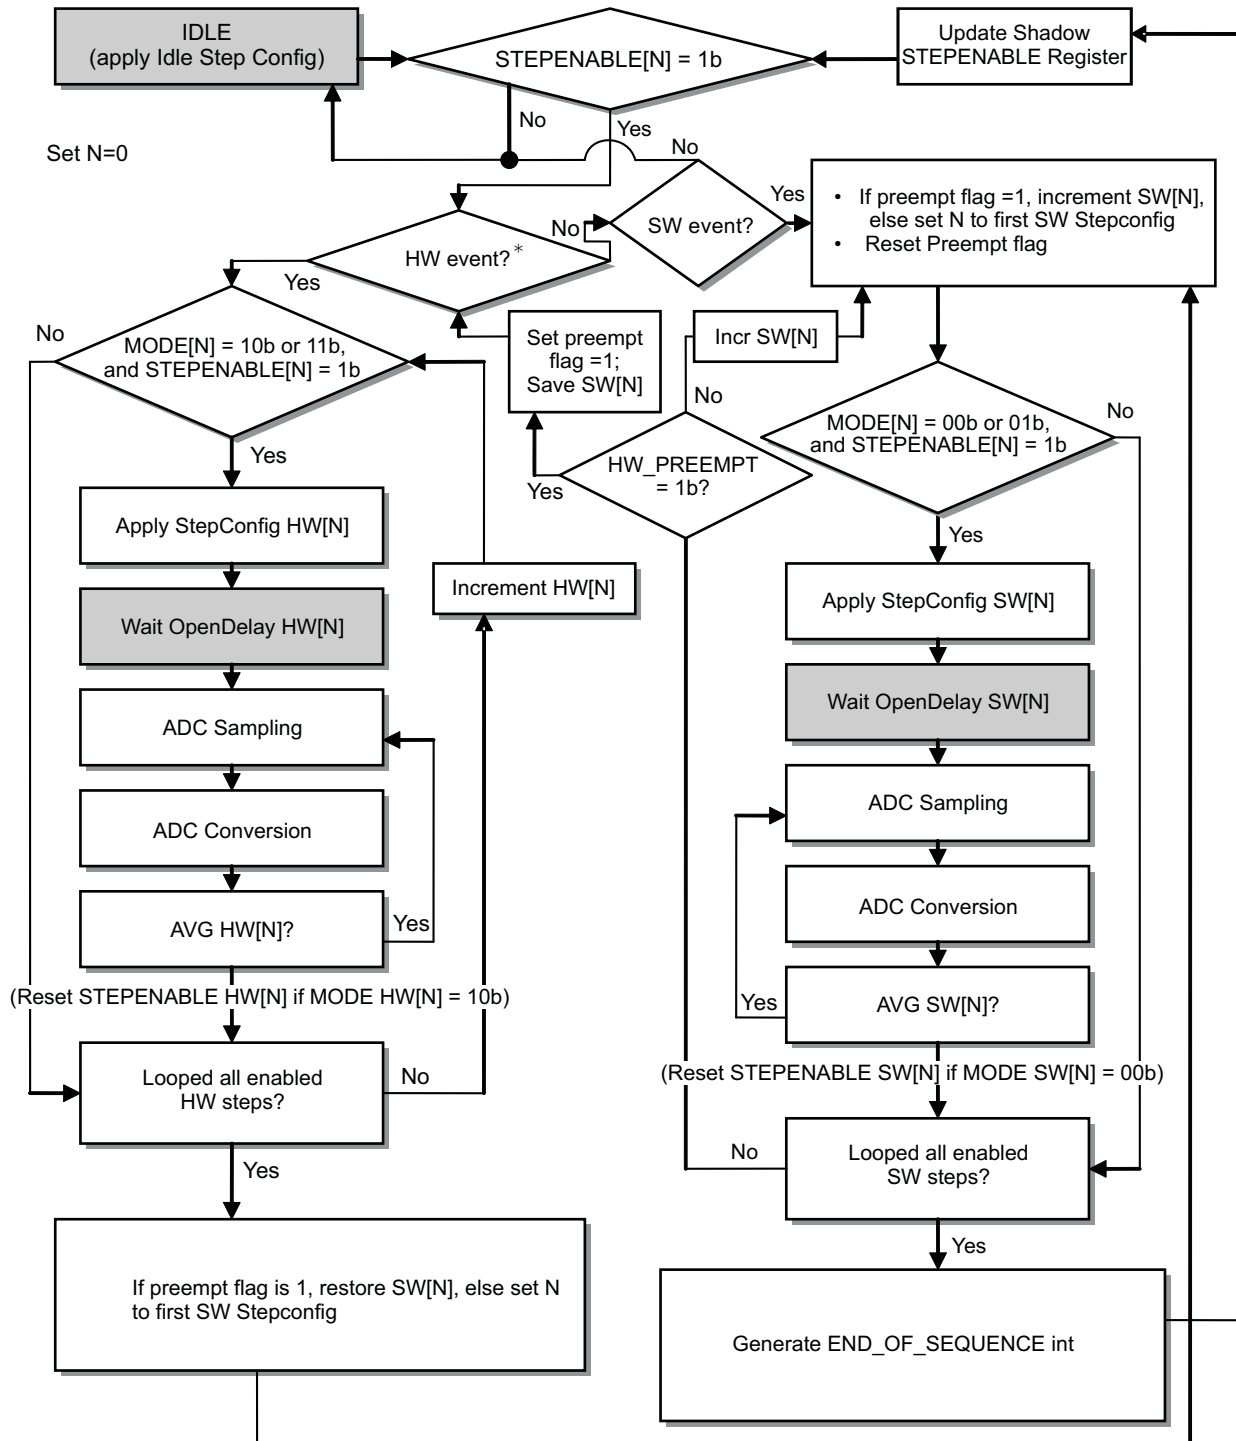 IDLE
(apply Idle Step Config)
STEPENABLE[N] = 1b
Update Shadow
STEPENABLE Register
No
Yes
Set N=0
No
Yes
• If preempt flag =1, increment SW[N],
else set N to first SW Stepconfig
• Reset Preempt flag
No
SW event?
HW event?*
Yes
No
MODE[N] = 10b or 11b,
and STEPENABLE[N] = 1b
Set preempt
flag =1;
Save SW[N]
Incr SW[N]
No
MODE[N] = 00b or 01b,
and STEPENABLE[N] = 1b
No
Yes
HW_PREEMPT
= 1b?
Yes
Yes
Apply StepConfig HW[N]
Increment HW[N]
Apply StepConfig SW[N]
Wait OpenDelay HW[N]
Wait OpenDelay SW[N]
ADC Sampling
ADC Sampling
ADC Conversion
ADC Conversion
AVG HW[N]?
Yes
AVG SW[N]?
Yes
(Reset STEPENABLE HW[N] if MODE HW[N] = 10b)
(Reset STEPENABLE SW[N] if MODE SW[N] = 00b)
Looped all enabled
HW steps?
No
Looped all enabled
SW steps?
No
Yes
Yes
If preempt flag is 1, restore SW[N], else set N
to first SW Stepconfig
Generate END_OF_SEQUENCE int